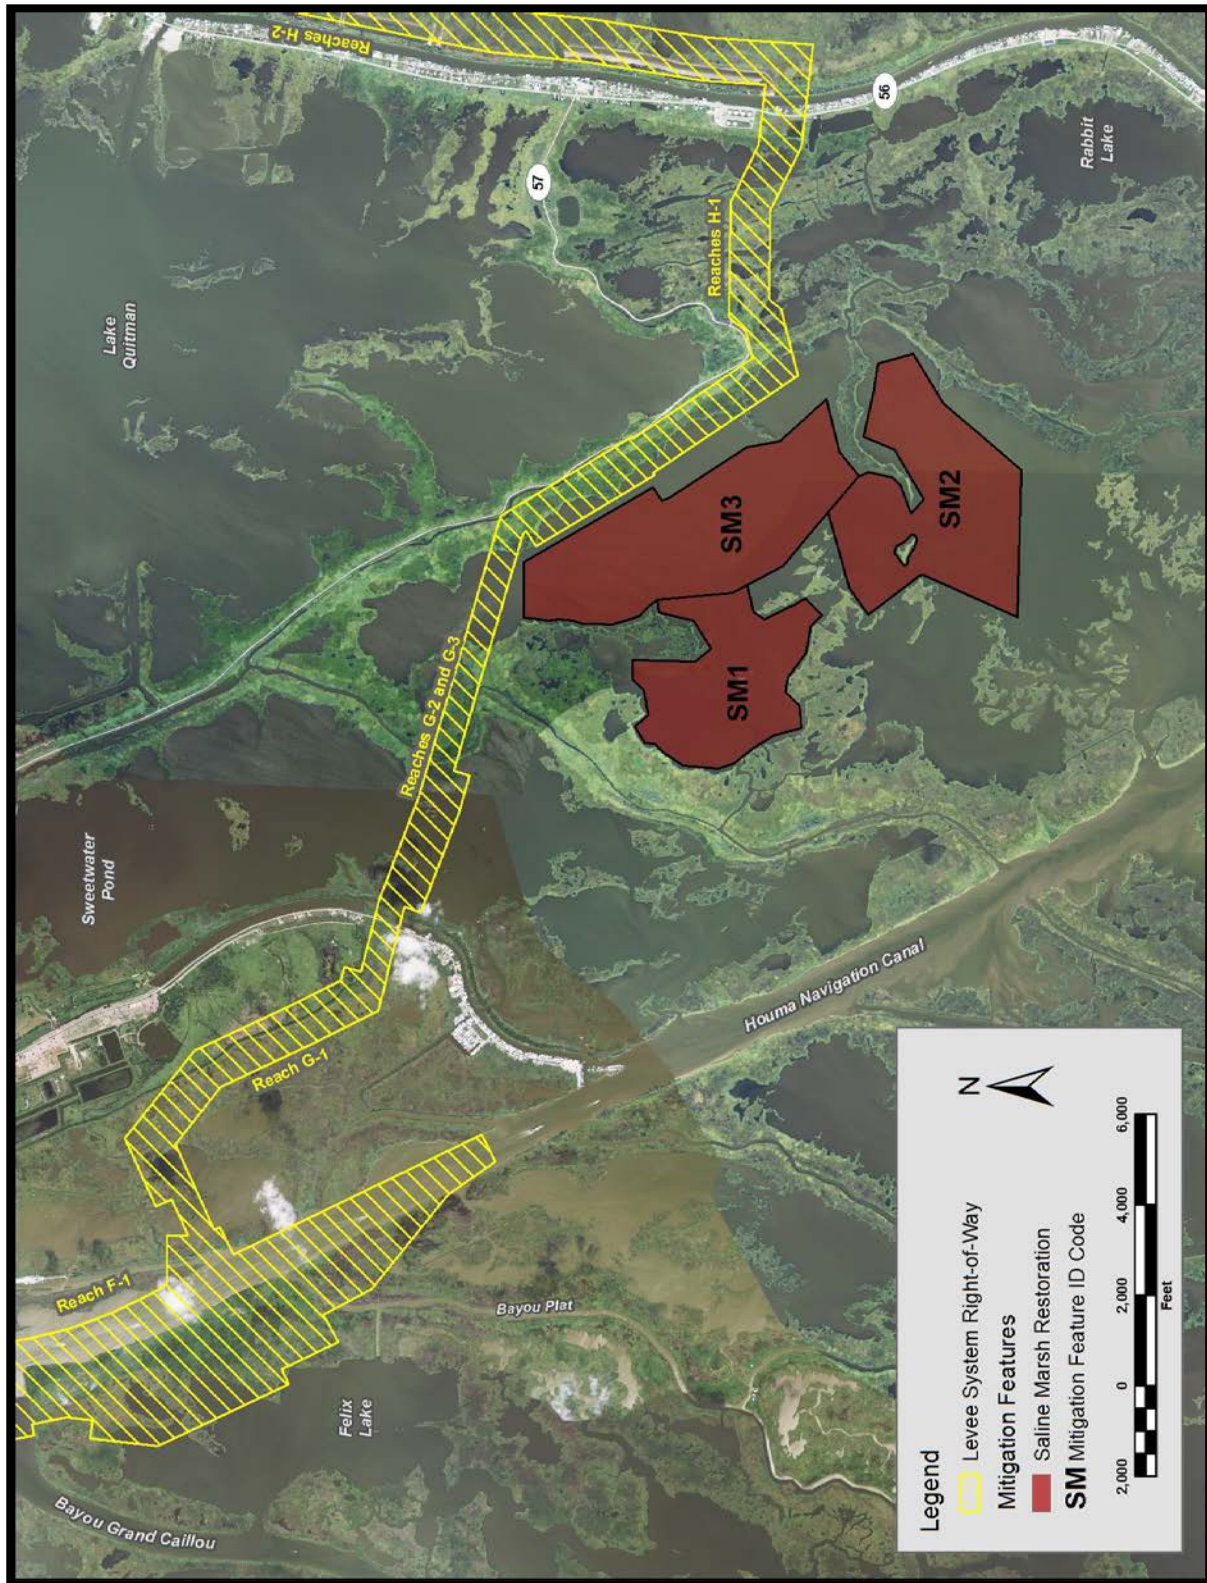 Reaches H-2
56
Rabbit
Lake
57
Reaches H-1
Lake
Quitman
SM3
SM2
SM1
Reaches G-2 and G-3
Sweetwater
Pond
Houma Navigation Canal
Reach G-1
Reach F-1
Bayou Plat
Felix
Lake
Bayou Grand Caillou
Legend
Levee System Right-of-Way
Mitigation Features
Saline Marsh Restoration
SM Mitigation Feature ID Code
N
2,000 0 2,000 4,000 6,000
Feet